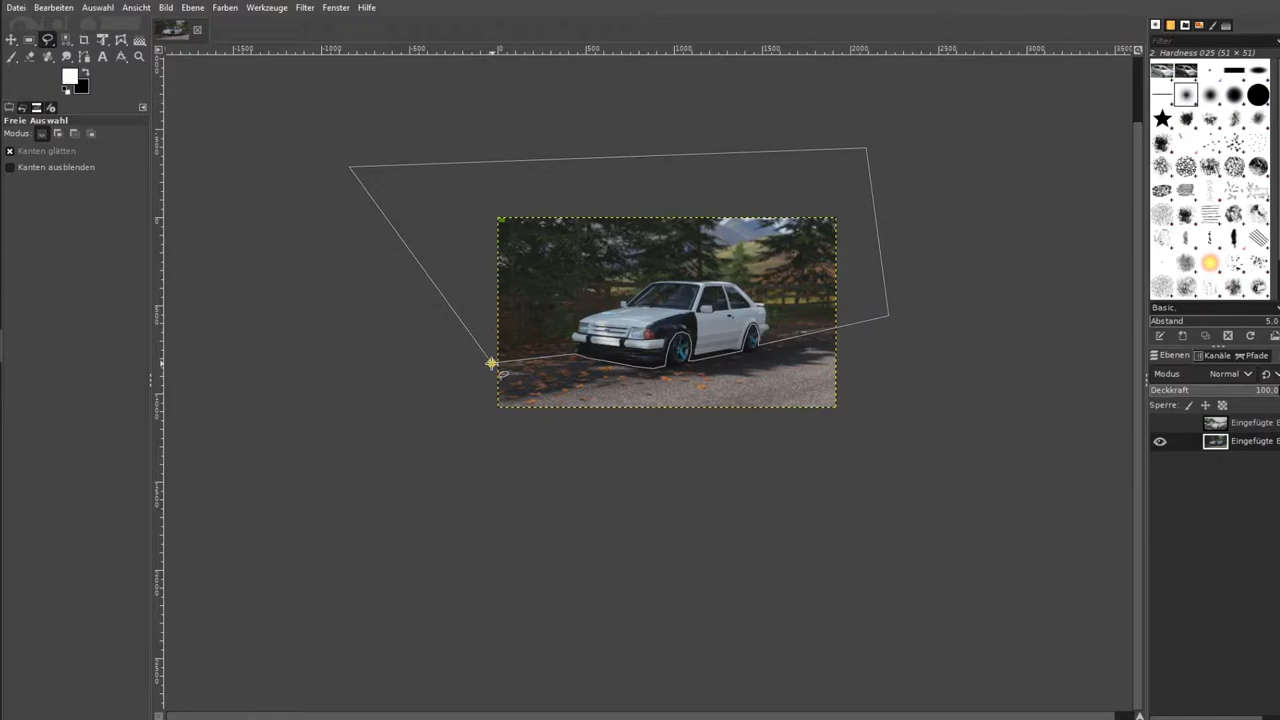 Datei Bearbeiten Auswahl Ansicht Bild Ebene Farben Werkzeuge Filter Fenster Hilfe
Freie Auswahl
Modus:
Kanten glätten
Kanten ausblenden
Filter
2. Hardness 025 (51 × 51)
Basic,
Abstand 5,0
Ebenen Kanäle Pfade
Modus Normal
Deckkraft 100,0
Sperre:
Eingefügte E
Eingefügte E